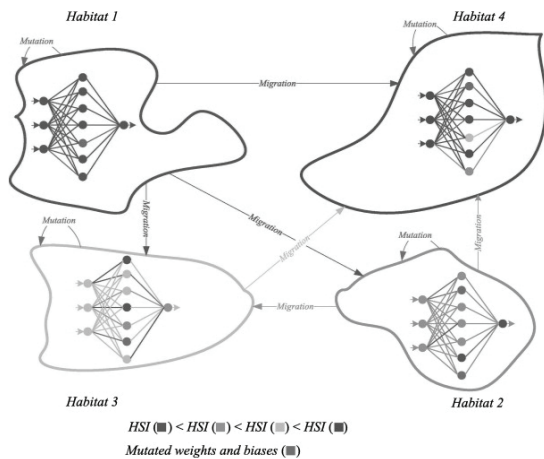 Habitat 1
Habitat 4
Mutation
Mutation
Migration
Migration
Migration
Migration
Migration
Mutation
Mutation
Migration
Habitat 3
Habitat 2
HSI (■) < HSI (■) < HSI (■) < HSI (■)
Mutated weights and biases (■)